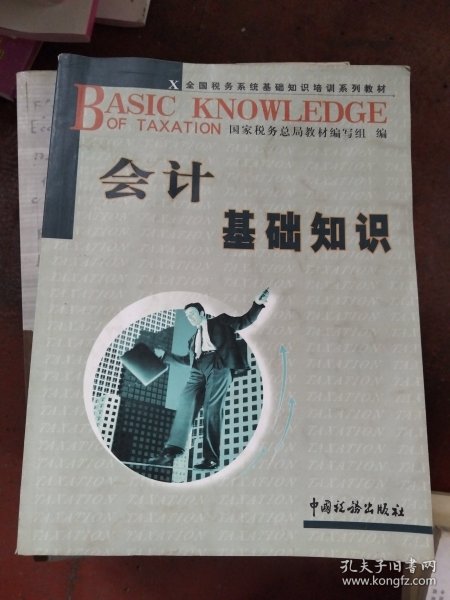 X 全国税务系统基础知识培训系列教材
BASIC KNOWLEDGE
OF TAXATION 国家税务总局教材编写组 编
会计
基础知识
中国税务出版社
孔夫子旧书网
www.kongfz.com